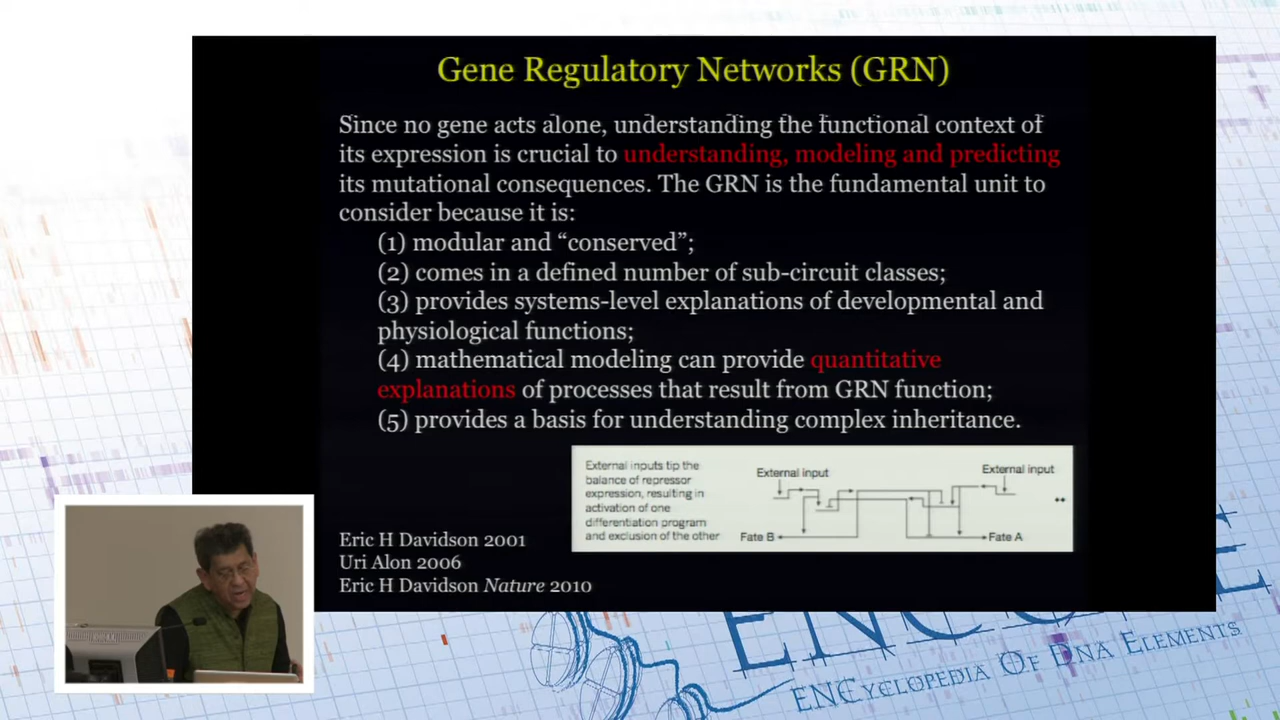 Gene Regulatory Networks (GRN)
Since no gene acts alone, understanding the functional context of
its expression is crucial to understanding, modeling and predicting
its mutational consequences. The GRN is the fundamental unit to
consider because it is:
(1) modular and “conserved”;
(2) comes in a defined number of sub-circuit classes;
(3) provides systems-level explanations of developmental and
physiological functions;
(4) mathematical modeling can provide quantitative
explanations of processes that result from GRN function;
(5) provides a basis for understanding complex inheritance.
External inputs tip the
balance of repressor
expression, resulting in
activation of one
differentiation program
and exclusion of the other
External input
External input
Fate B
Fate A
Eric H Davidson 2001
Uri Alon 2006
Eric H Davidson Nature 2010
ENCODE
ENCYCLOPEDIA OF DNA ELEMENTS